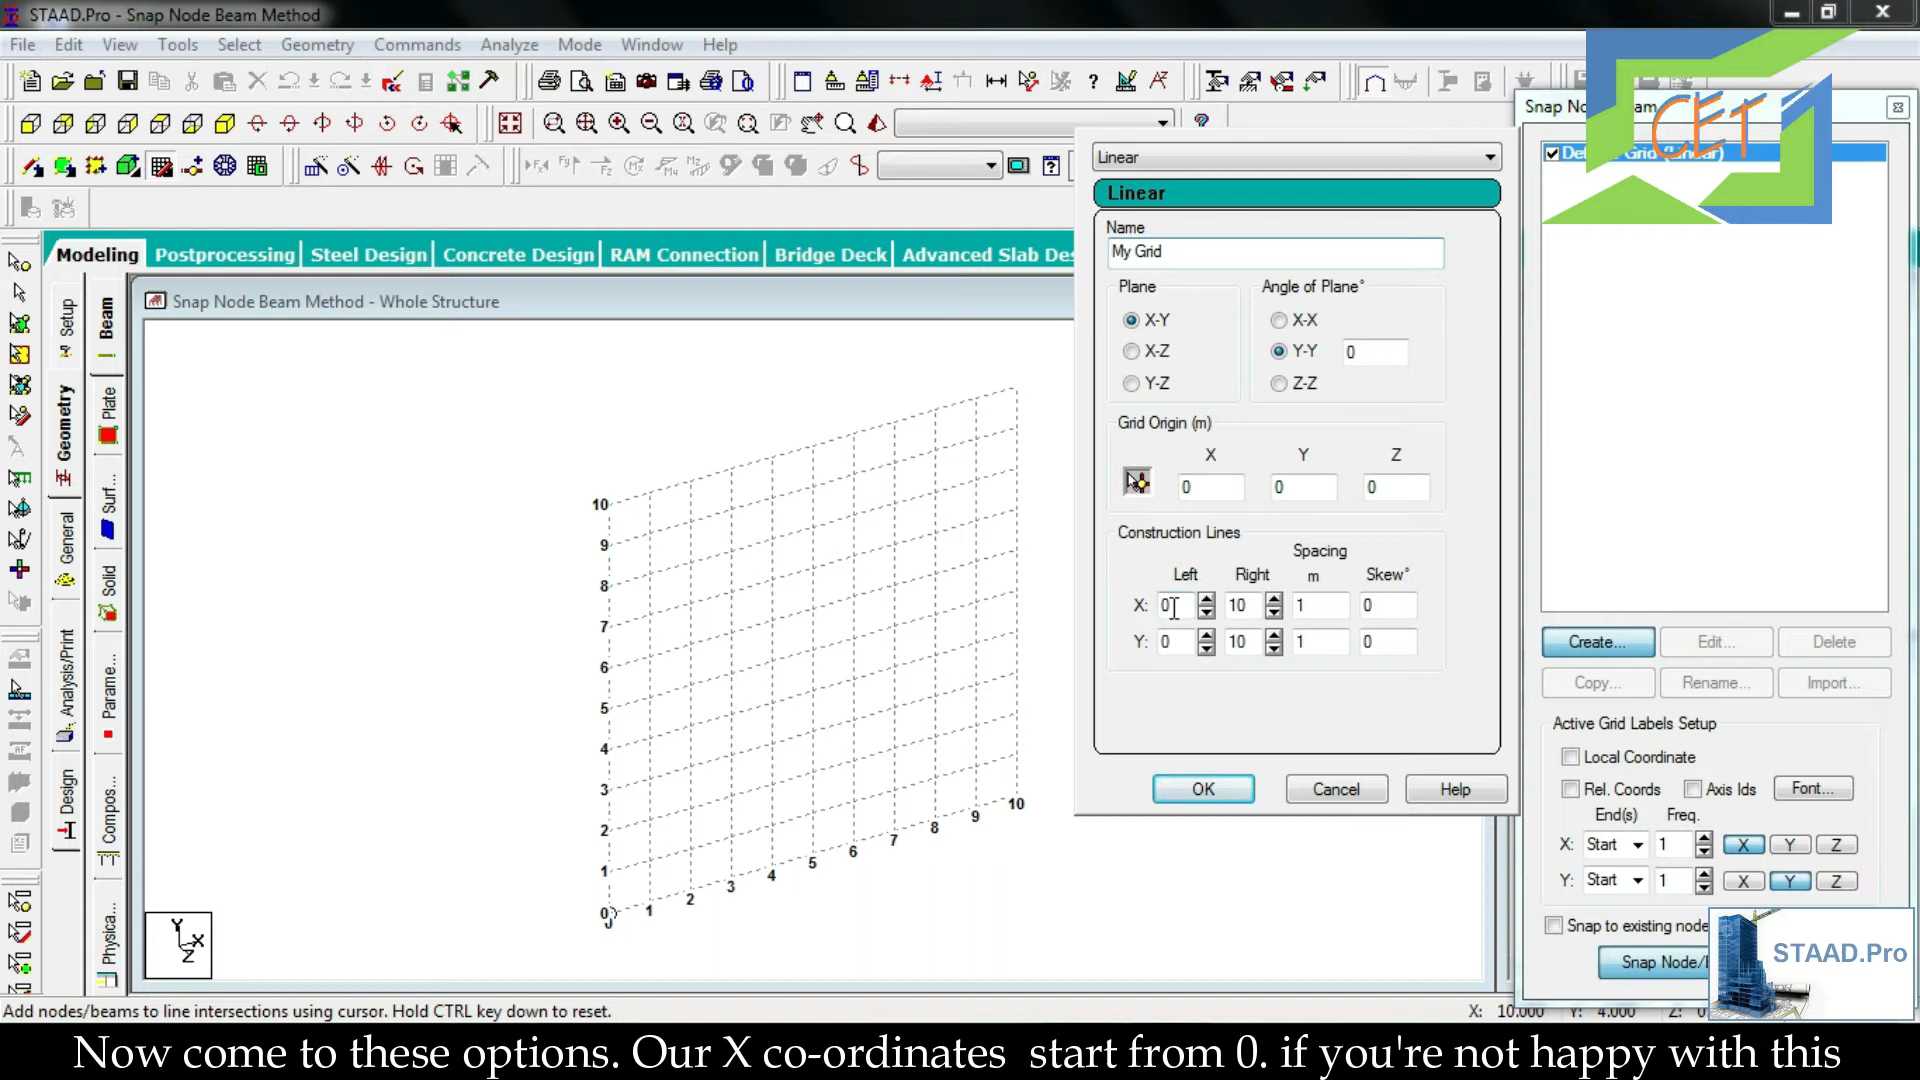 STAAD.Pro - Snap Node Beam Method
File Edit View Tools Select Geometry Commands Analyze Mode Window Help
Snap No
CET
Grid (Linear)
Modeling Postprocessing Steel Design Concrete Design RAM Connection Bridge Deck Advanced Slab Des
Snap Node Beam Method - Whole Structure
Setup
Geometry
General
Analysis/Print
Design
Beam
Plate
Surf...
Solid
Parame...
Compos...
Physica...
10
9
8
7
6
5
4
3
2
1
0
1 2 3 4 5 6 7 8 9 10
Y
X
Z
Linear
Linear
Name
My Grid
Plane Angle of Plane°
X-Y X-X
X-Z Y-Y 0
Y-Z Z-Z
Grid Origin (m)
X Y Z
0 0 0
Construction Lines
Spacing
Left Right m Skew°
X: 0 10 1 0
Y: 0 10 1 0
OK Cancel Help
Create... Edit... Delete
Copy... Rename... Import...
Active Grid Labels Setup
Local Coordinate
Rel. Coords Axis Ids Font...
End(s) Freq.
X: Start 1 X Y Z
Y: Start 1 X Y Z
Snap to existing node
Snap Node/
STAAD.Pro
Add nodes/beams to line intersections using cursor. Hold CTRL key down to reset.
X: 10.000 Y: 4.000 Z: 0
Now come to these options. Our X co-ordinates start from 0. if you're not happy with this